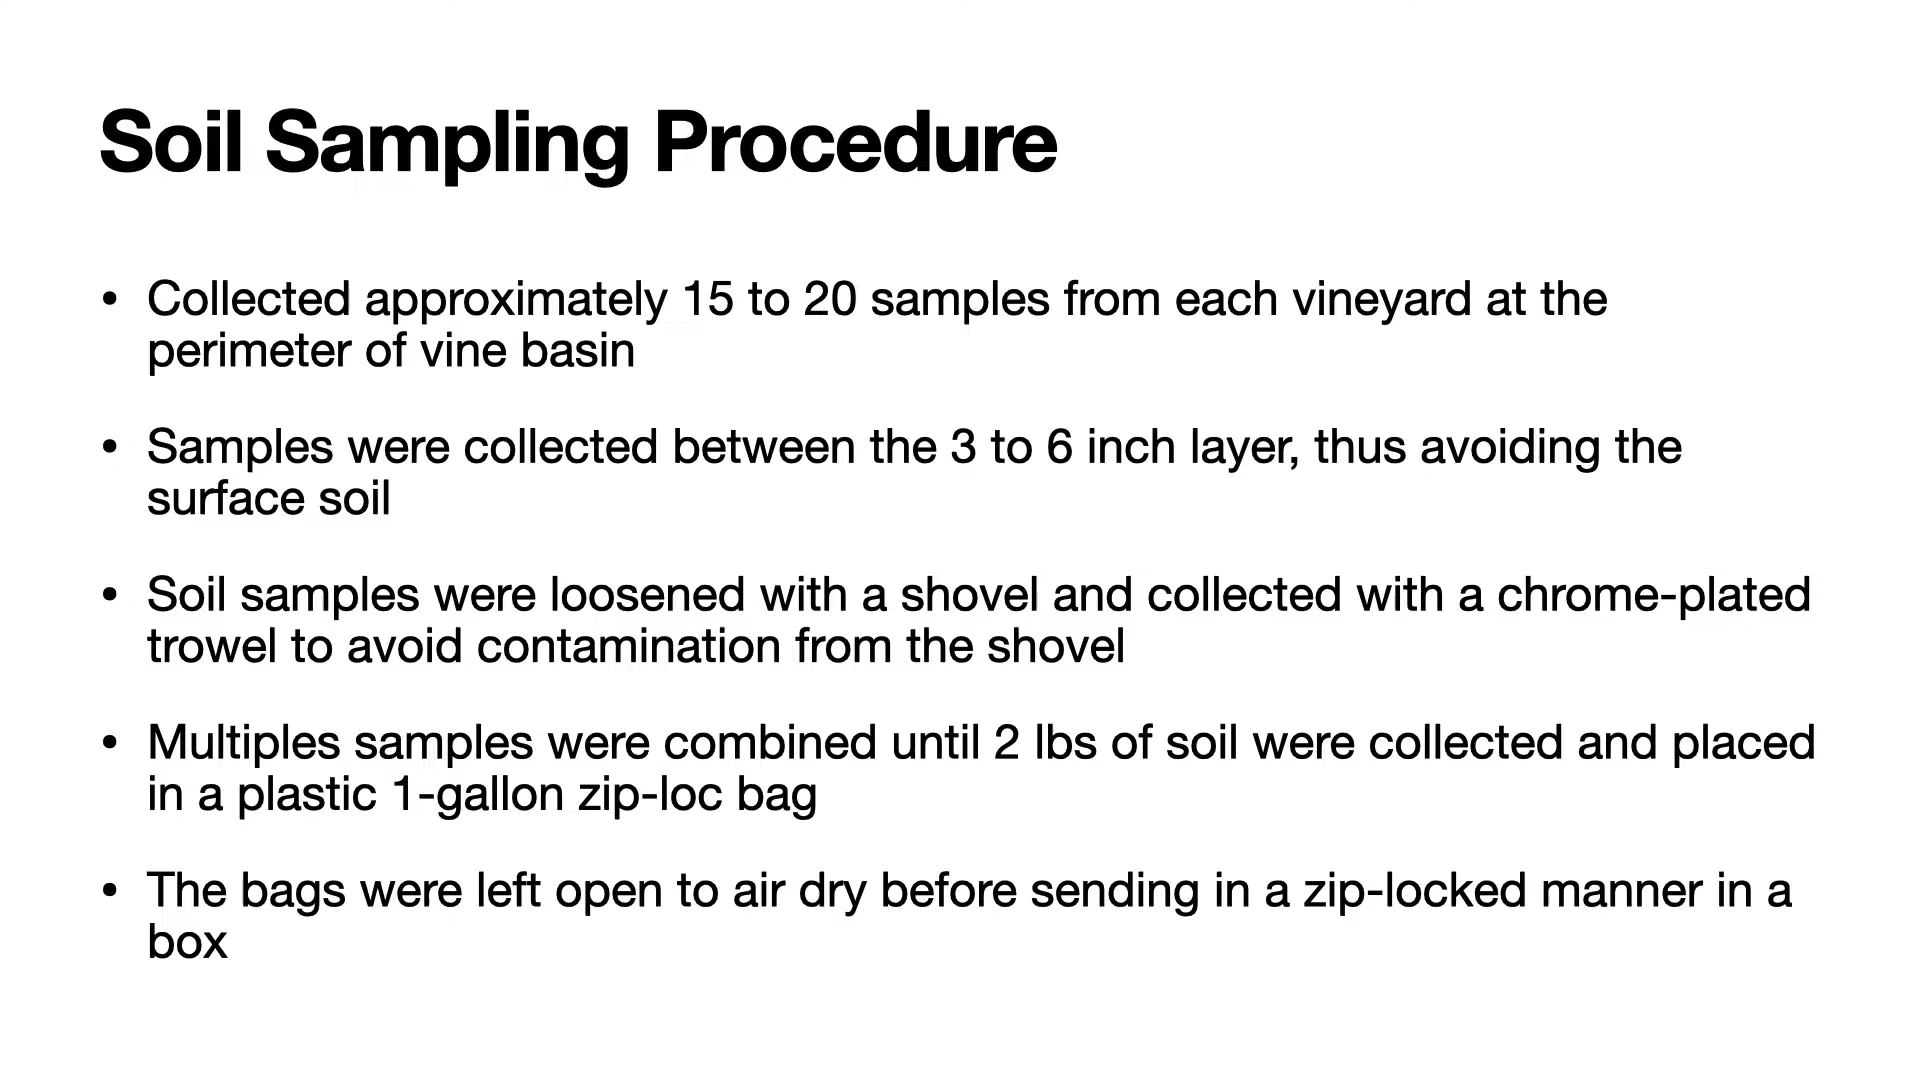 Soil Sampling Procedure
• Collected approximately 15 to 20 samples from each vineyard at the
perimeter of vine basin
• Samples were collected between the 3 to 6 inch layer, thus avoiding the
surface soil
• Soil samples were loosened with a shovel and collected with a chrome-plated
trowel to avoid contamination from the shovel
• Multiples samples were combined until 2 lbs of soil were collected and placed
in a plastic 1-gallon zip-loc bag
• The bags were left open to air dry before sending in a zip-locked manner in a
box